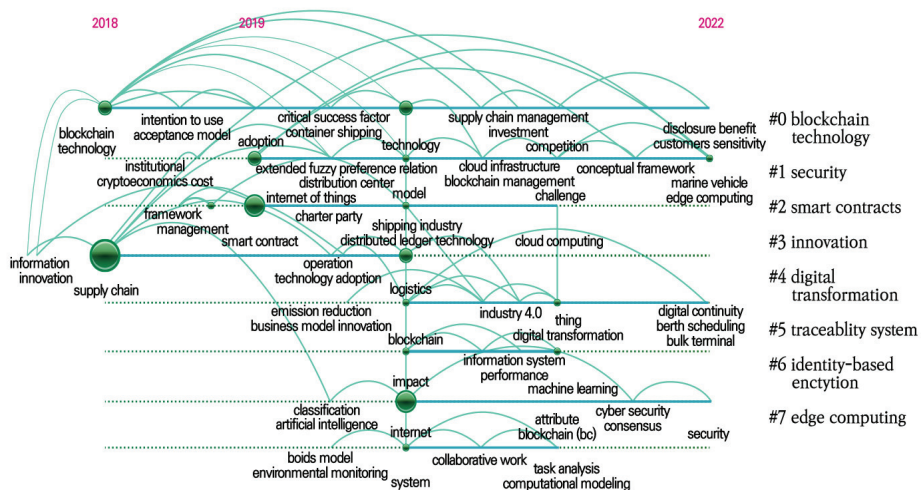 2018
2019
2022
blockchain
technology
intention to use
acceptance model
critical success factor
container shipping
supply chain management
investment
disclosure benefit
customers sensitivity
#0 blockchain
technology
adoption
technology
competition
institutional
cryptoeconomics cost
extended fuzzy preference relation
distribution center
cloud infrastructure
blockchain management
conceptual framework
marine vehicle
edge computing
#1 security
internet of things
model
challenge
framework
management
charter party
#2 smart contracts
smart contract
shipping industry
distributed ledger technology
cloud computing
#3 innovation
information
innovation
supply chain
operation
technology adoption
logistics
#4 digital
transformation
emission reduction
business model innovation
industry 4.0
thing
digital transformation
digital continuity
berth scheduling
bulk terminal
#5 traceablity system
blockchain
information system
performance
#6 identity-based
enctytion
impact
machine learning
classification
artificial intelligence
attribute
blockchain (bc)
cyber security
consensus
#7 edge computing
internet
security
boids model
environmental monitoring
collaborative work
system
task analysis
computational modeling